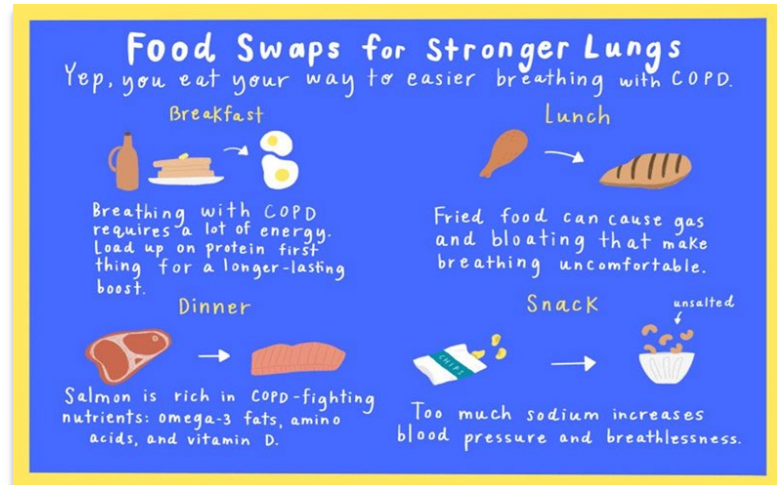 Food Swaps for Stronger Lungs
Yep, you eat your way to easier breathing with COPD.
Breakfast
Breathing with COPD
requires a lot of energy.
Load up on protein first
thing for a longer-lasting
boost.
Lunch
Fried food can cause gas
and bloating that make
breathing uncomfortable.
Dinner
Salmon is rich in COPD-fighting
nutrients: omega-3 fats, amino
acids, and vitamin D.
Snack
unsalted
CHIPS
Too much sodium increases
blood pressure and breathlessness.